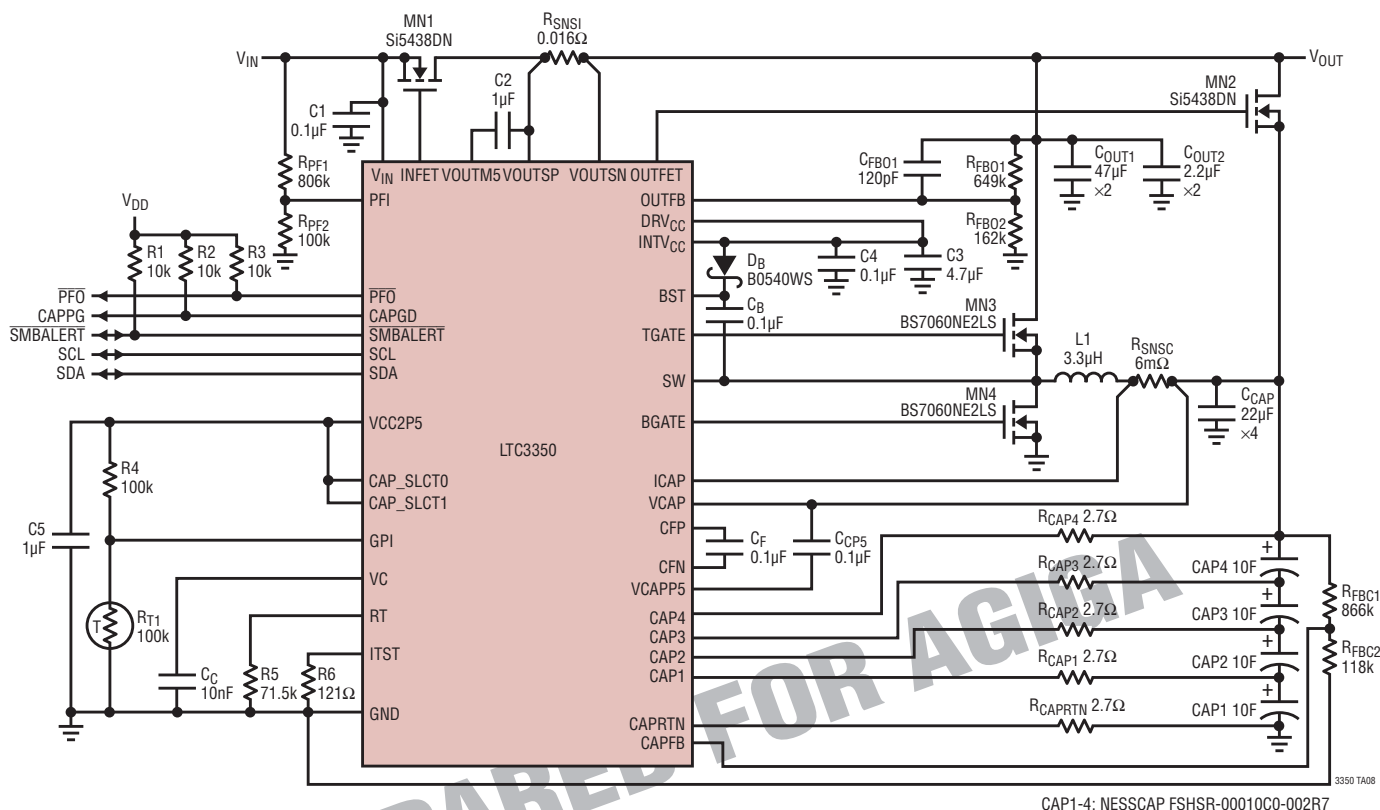 MN1
Si5438DN
RSNSI
0.016Ω
VIN
VOUT
MN2
Si5438DN
C1
0.1µF
C2
1µF
RPF1
806k
RPF2
100k
VDD
R1
10k
R2
10k
R3
10k
PFO
CAPPG
SMBALERT
SCL
SDA
VIN INFET VOUTM5 VOUTSP VOUTSN OUTFET
PFI
PFO
CAPGD
SMBALERT
SCL
SDA
VCC2P5
CAP_SLCT0
CAP_SLCT1
GPI
VC
RT
ITST
GND
LTC3350
OUTFB
DRVCC
INTVCC
BST
TGATE
SW
BGATE
ICAP
VCAP
CFP
CFN
VCAPP5
CAP4
CAP3
CAP2
CAP1
CAPRTN
CAPFB
CFBO1
120pF
RFBO1
649k
RFBO2
162k
COUT1
47µF
×2
COUT2
2.2µF
×2
DB
B0540WS
C4
0.1µF
C3
4.7µF
CB
0.1µF
MN3
BS7060NE2LS
L1
3.3µH
RSNSC
6mΩ
MN4
BS7060NE2LS
CCAP
22µF
×4
CF
0.1µF
CCP5
0.1µF
RCAP4 2.7Ω
RCAP3 2.7Ω
RCAP2 2.7Ω
RCAP1 2.7Ω
RCAPRTN 2.7Ω
+
CAP4 10F
+
CAP3 10F
+
CAP2 10F
+
CAP1 10F
RFBC1
866k
RFBC2
118k
C5
1µF
R4
100k
T
RT1
100k
CC
10nF
R5
71.5k
R6
121Ω
3350 TA08
CAP1-4: NESSCAP FSHSR-00010C0-002R7
ARED FOR AGIGA